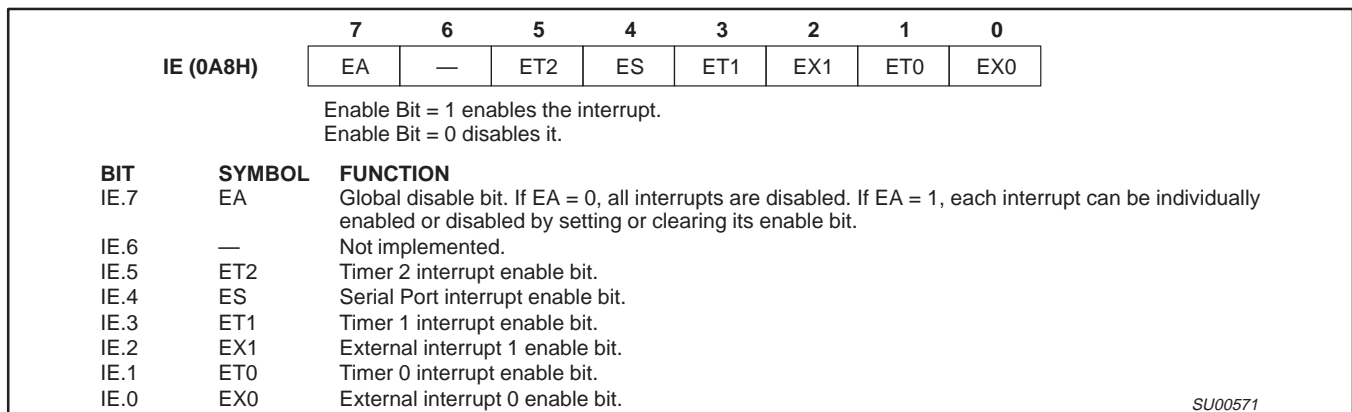 7 6 5 4 3 2 1 0
IE (0A8H) EA — ET2 ES ET1 EX1 ET0 EX0
Enable Bit = 1 enables the interrupt.
Enable Bit = 0 disables it.
BIT SYMBOL FUNCTION
IE.7 EA Global disable bit. If EA = 0, all interrupts are disabled. If EA = 1, each interrupt can be individually
enabled or disabled by setting or clearing its enable bit.
IE.6 — Not implemented.
IE.5 ET2 Timer 2 interrupt enable bit.
IE.4 ES Serial Port interrupt enable bit.
IE.3 ET1 Timer 1 interrupt enable bit.
IE.2 EX1 External interrupt 1 enable bit.
IE.1 ET0 Timer 0 interrupt enable bit.
IE.0 EX0 External interrupt 0 enable bit.
SU00571